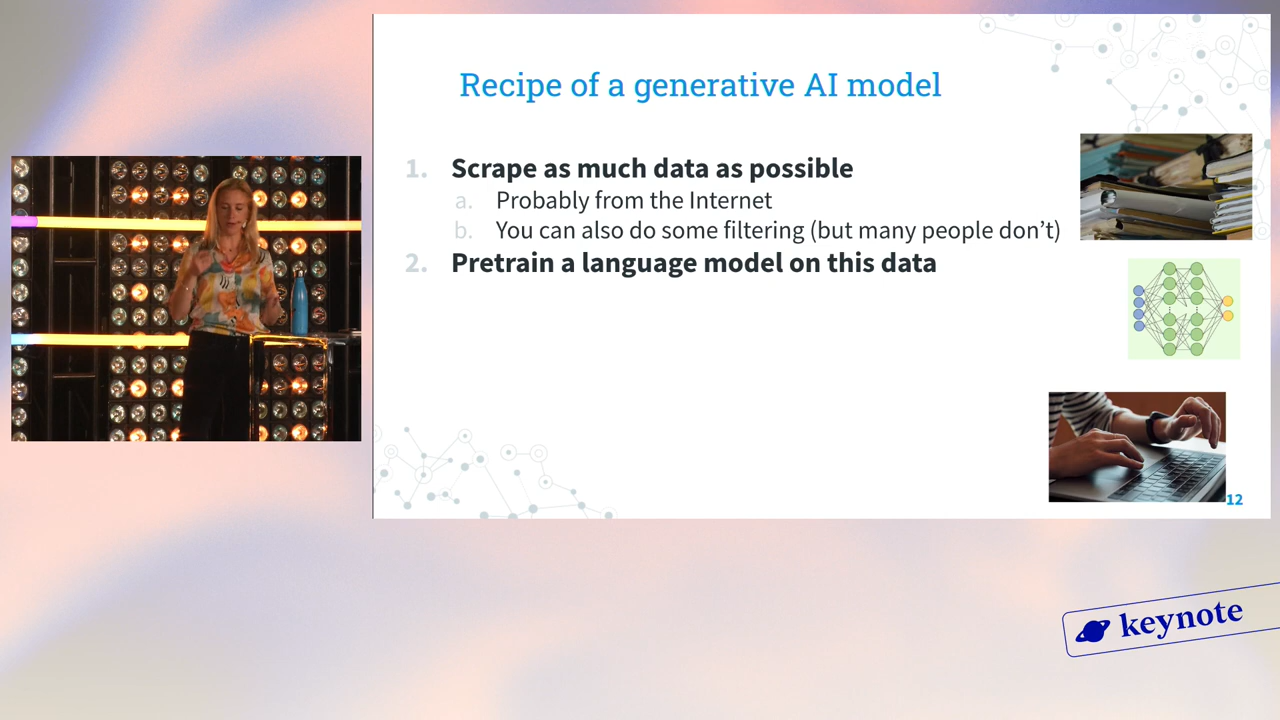 Recipe of a generative AI model
1. Scrape as much data as possible
a. Probably from the Internet
b. You can also do some filtering (but many people don’t)
2. Pretrain a language model on this data
12
keynote